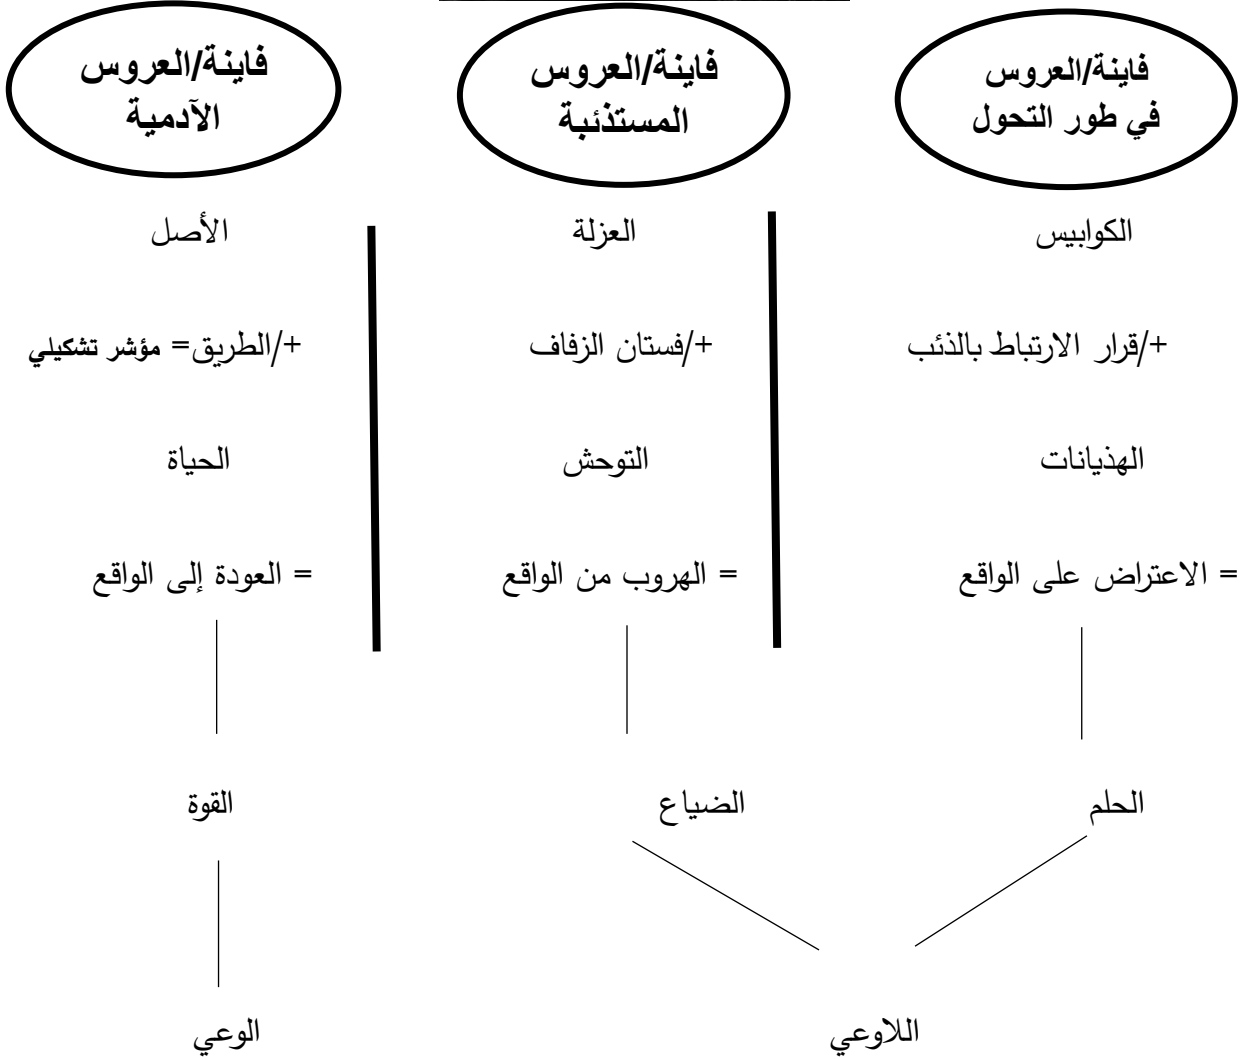 فاينة/العروس
في طور التحول
فاينة/العروس
المستذئبة
فاينة/العروس
الآدمية
الكوابيس
العزلة
الأصل
+/قرار الارتباط بالذئب
+/فستان الزفاف
+/الطريق= مؤشر تشكيلي
الهذيانات
التوحش
الحياة
= الاعتراض على الواقع
= الهروب من الواقع
= العودة إلى الواقع
الحلم
الضياع
القوة
اللاوعي
الوعي